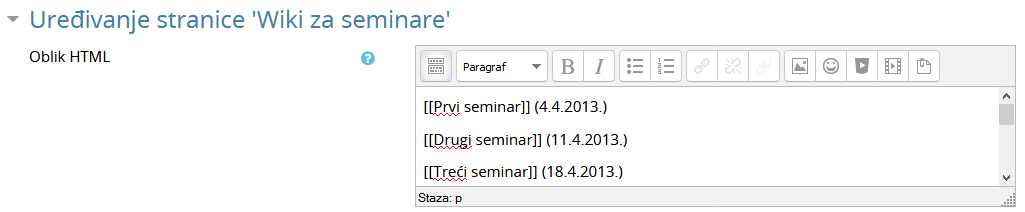 Uređivanje stranice 'Wiki za seminare'
Oblik HTML
Paragraf
[[Prvi seminar]] (4.4.2013.)
[[Drugi seminar]] (11.4.2013.)
[[Treći seminar]] (18.4.2013.)
Staza: p